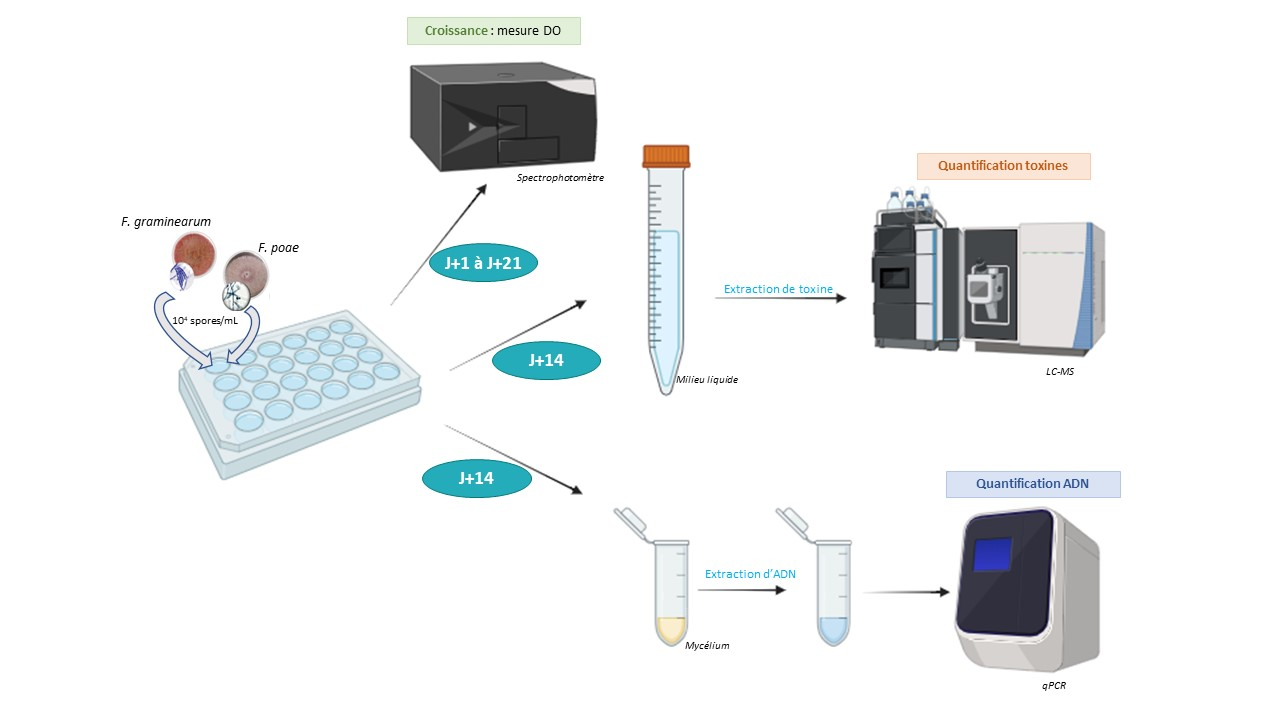 Croissance : mesure DO
Spectrophotomètre
F. graminearum
F. poae
10⁴ spores/mL
J+1 à J+21
J+14
J+14
Milieu liquide
Extraction de toxine
Quantification toxines
LC-MS
Mycélium
Extraction d'ADN
Quantification ADN
qPCR